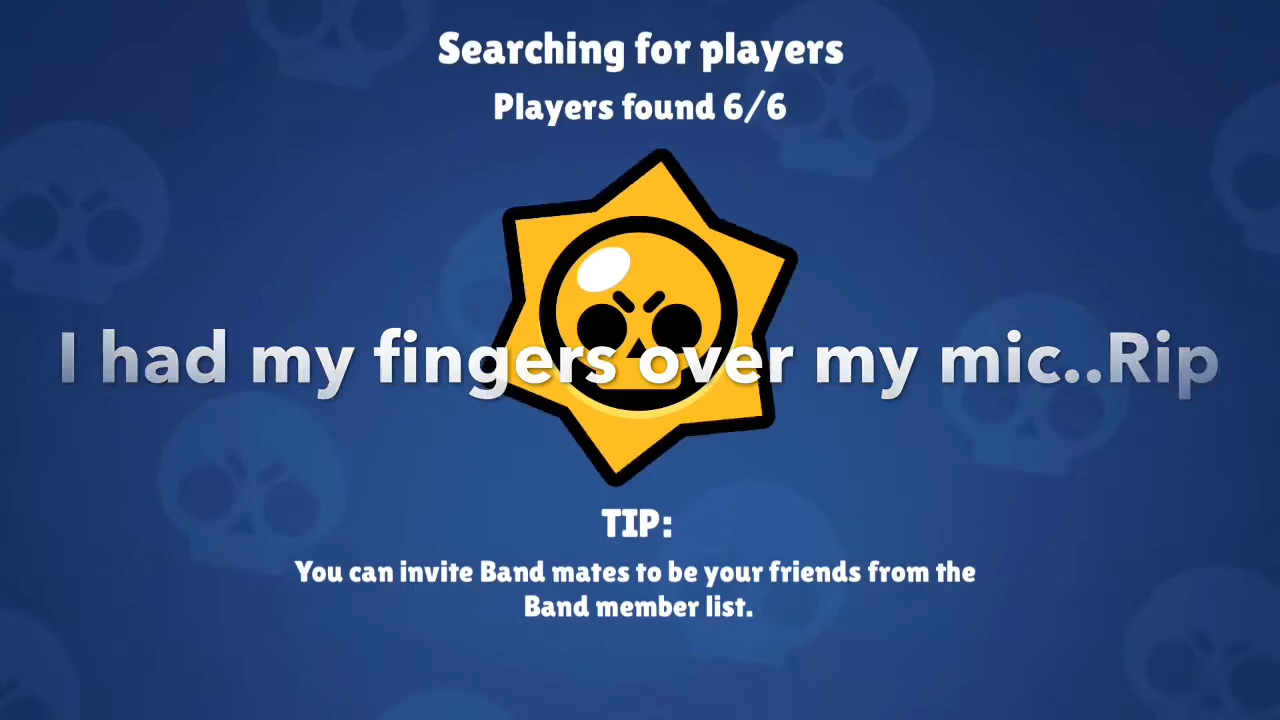 Searching for players
Players found 6/6
I had my fingers over my mic..Rip
TIP:
You can invite Band mates to be your friends from the
Band member list.